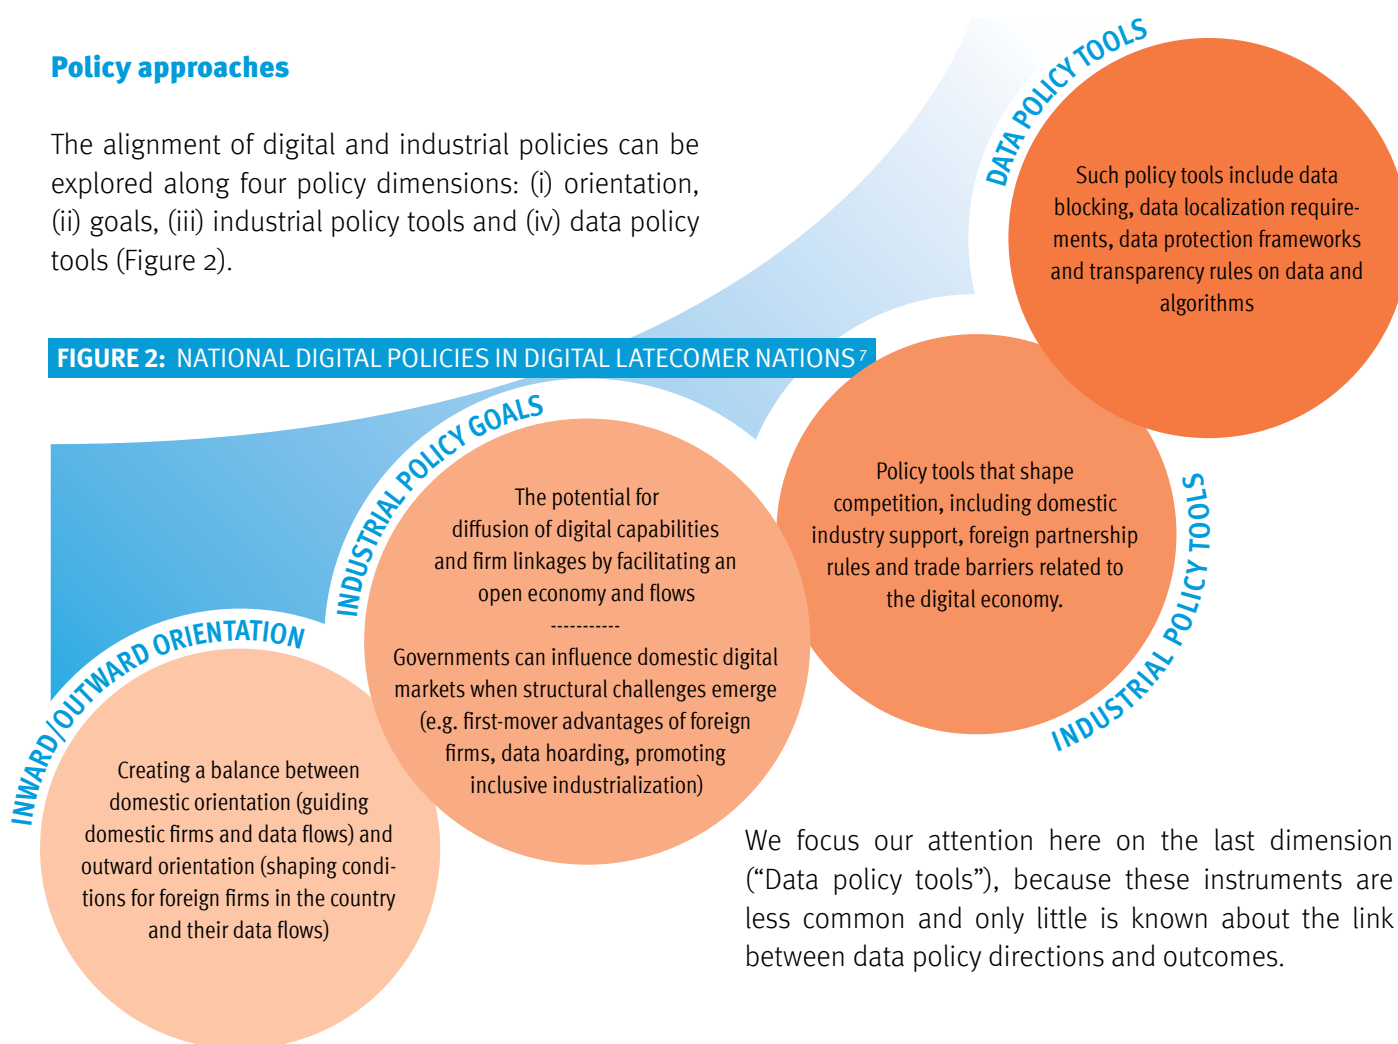 Policy approaches
The alignment of digital and industrial policies can be
explored along four policy dimensions: (i) orientation,
(ii) goals, (iii) industrial policy tools and (iv) data policy
tools (Figure 2).
FIGURE 2: NATIONAL DIGITAL POLICIES IN DIGITAL LATECOMER NATIONS 7
INWARD/OUTWARD ORIENTATION
Creating a balance between
domestic orientation (guiding
domestic firms and data flows) and
outward orientation (shaping condi-
tions for foreign firms in the country
and their data flows)
INDUSTRIAL POLICY GOALS
The potential for
diffusion of digital capabilities
and firm linkages by facilitating an
open economy and flows
-----------
Governments can influence domestic digital
markets when structural challenges emerge
(e.g. first-mover advantages of foreign
firms, data hoarding, promoting
inclusive industrialization)
INDUSTRIAL POLICY TOOLS
Policy tools that shape
competition, including domestic
industry support, foreign partnership
rules and trade barriers related to
the digital economy.
DATA POLICY TOOLS
Such policy tools include data
blocking, data localization require-
ments, data protection frameworks
and transparency rules on data and
algorithms
We focus our attention here on the last dimension
(“Data policy tools”), because these instruments are
less common and only little is known about the link
between data policy directions and outcomes.